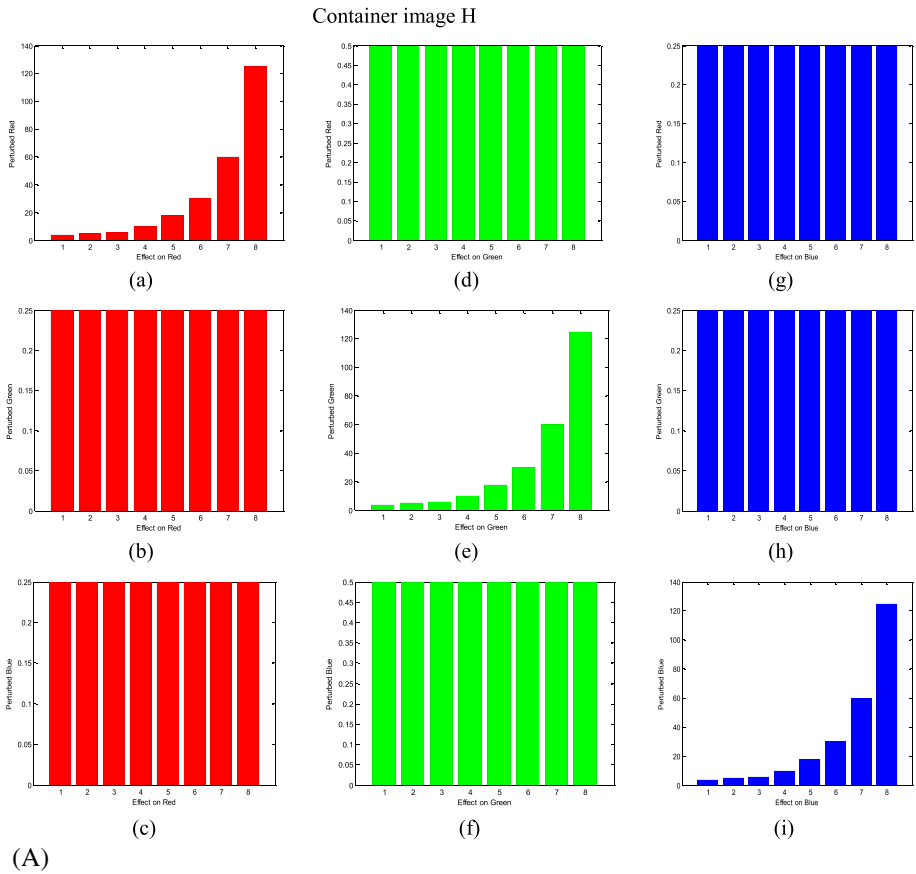 Container image H
140
120
100
80
60
40
20
0
Perturbed Red
1 2 3 4 5 6 7 8
Effect on Red
(a)
0.5
0.45
0.4
0.35
0.3
0.25
0.2
0.15
0.1
0.05
0
Perturbed Red
1 2 3 4 5 6 7 8
Effect on Green
(d)
0.25
0.2
0.15
0.1
0.05
0
Perturbed Red
1 2 3 4 5 6 7 8
Effect on Blue
(g)
0.25
0.2
0.15
0.1
0.05
0
Perturbed Green
1 2 3 4 5 6 7 8
Effect on Red
(b)
140
120
100
80
60
40
20
0
Perturbed Green
1 2 3 4 5 6 7 8
Effect on Green
(e)
0.25
0.2
0.15
0.1
0.05
0
Perturbed Green
1 2 3 4 5 6 7 8
Effect on Blue
(h)
0.25
0.2
0.15
0.1
0.05
0
Perturbed Blue
1 2 3 4 5 6 7 8
Effect on Red
(c)
0.5
0.45
0.4
0.35
0.3
0.25
0.2
0.15
0.1
0.05
0
Perturbed Blue
1 2 3 4 5 6 7 8
Effect on Green
(f)
140
120
100
80
60
40
20
0
Perturbed Blue
1 2 3 4 5 6 7 8
Effect on Blue
(i)
(A)